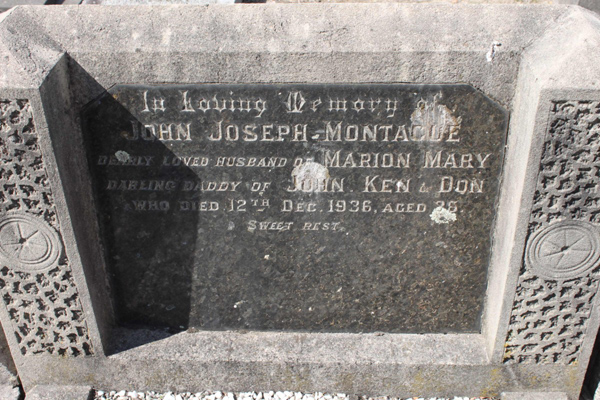 In Loving Memory of
JOHN JOSEPH MONTAGUE
DEARLY LOVED HUSBAND OF MARION MARY
DARLING DADDY OF JOHN, KEN & DON
WHO DIED 12TH DEC. 1936, AGED 35.
SWEET REST.